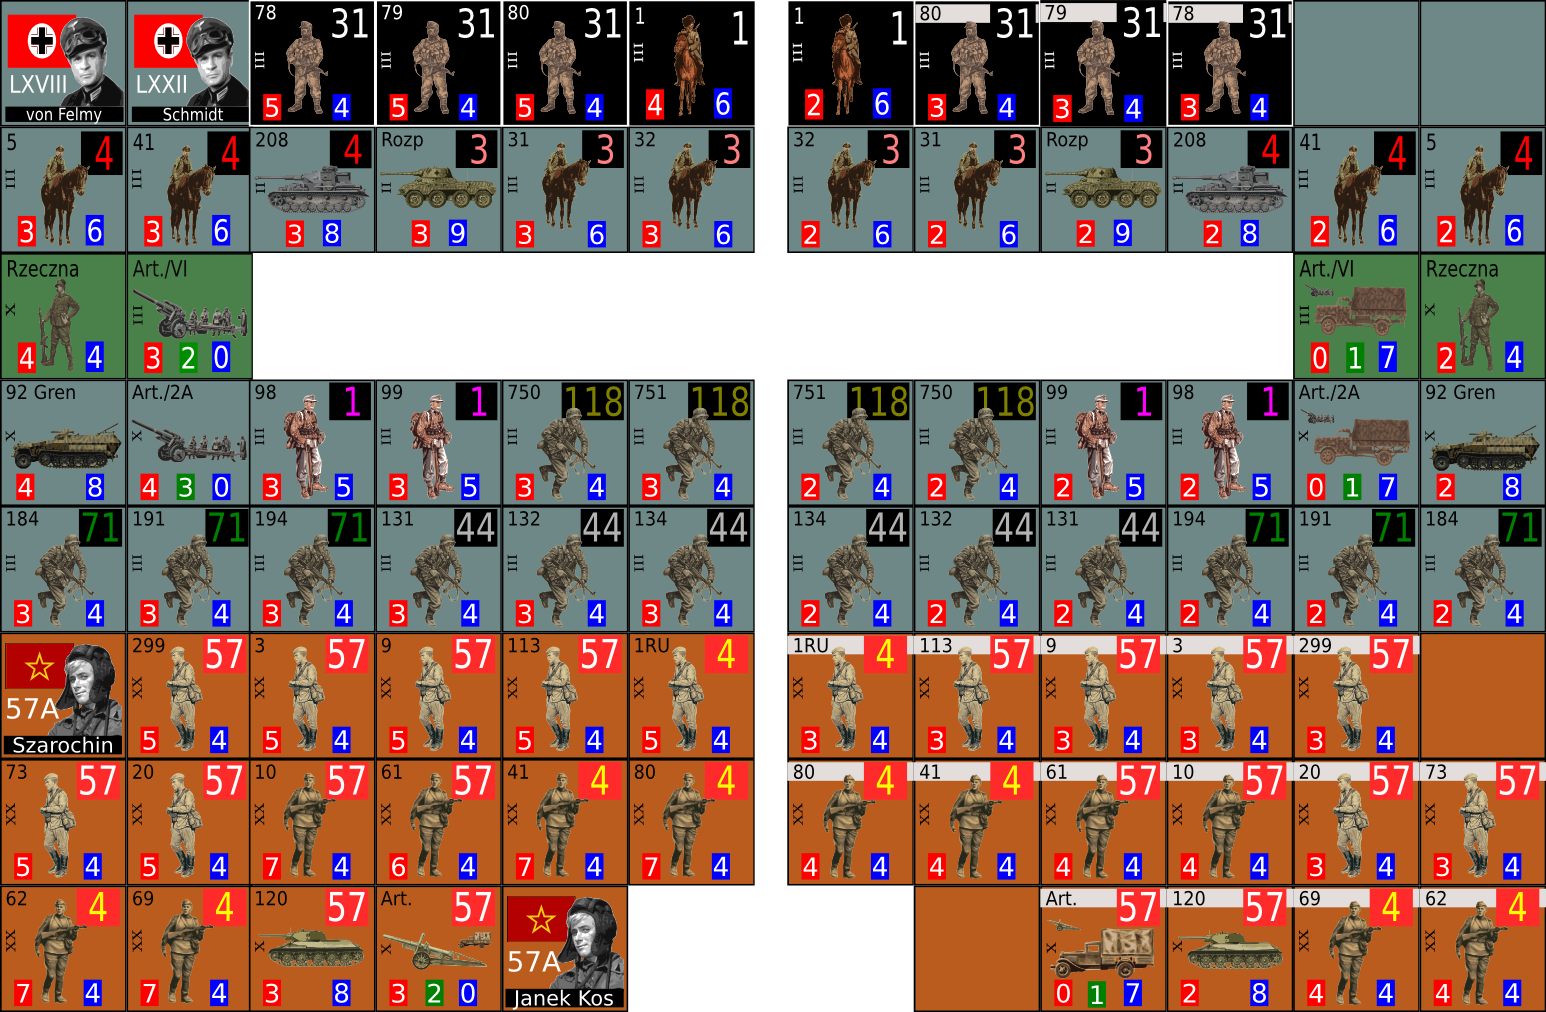 78 31 79 31 80 31 1 1 1 1 80 31 79 31 78 31
III III III III III III III III
LXVIII LXXII
von Felmy Schmidt 5 4 5 4 5 4 4 6 2 6 3 4 3 4 3 4
5 4 41 4 208 4 Rozp 3 31 3 32 3 32 3 31 3 Rozp 3 208 4 41 4 5 4
III III II II III III III III II II III III
3 6 3 6 3 8 3 9 3 6 3 6 2 6 2 6 2 9 2 8 2 6 2 6
Rzeczna Art./VI Art./VI Rzeczna
X III III X
4 4 3 2 0 0 1 7 2 4
92 Gren Art./2A 98 1 99 1 750 118 751 118 751 118 750 118 99 1 98 1 Art./2A 92 Gren
X X III III III III III III III III X X
4 8 4 3 0 3 5 3 5 3 4 3 4 2 4 2 4 2 5 2 5 0 1 7 2 8
184 71 191 71 194 71 131 44 132 44 134 44 134 44 132 44 131 44 194 71 191 71 184 71
III III III III III III III III III III III III
3 4 3 4 3 4 3 4 3 4 3 4 2 4 2 4 2 4 2 4 2 4 2 4
299 57 3 57 9 57 113 57 1RU 4 1RU 4 113 57 9 57 3 57 299 57
57A XX XX XX XX XX XX XX XX XX XX
Szarochin 5 4 5 4 5 4 5 4 5 4 3 4 3 4 3 4 3 4 3 4
73 57 20 57 10 57 61 57 41 4 80 4 80 4 41 4 61 57 10 57 20 57 73 57
XX XX XX XX XX XX XX XX XX XX XX XX
5 4 5 4 7 4 6 4 7 4 7 4 4 4 4 4 4 4 4 4 3 4 3 4
62 4 69 4 120 57 Art. 57 Art. 57 120 57 69 4 62 4
XX XX X X 57A X X XX XX
7 4 7 4 3 8 3 2 0 Janek Kos 0 1 7 2 8 4 4 4 4